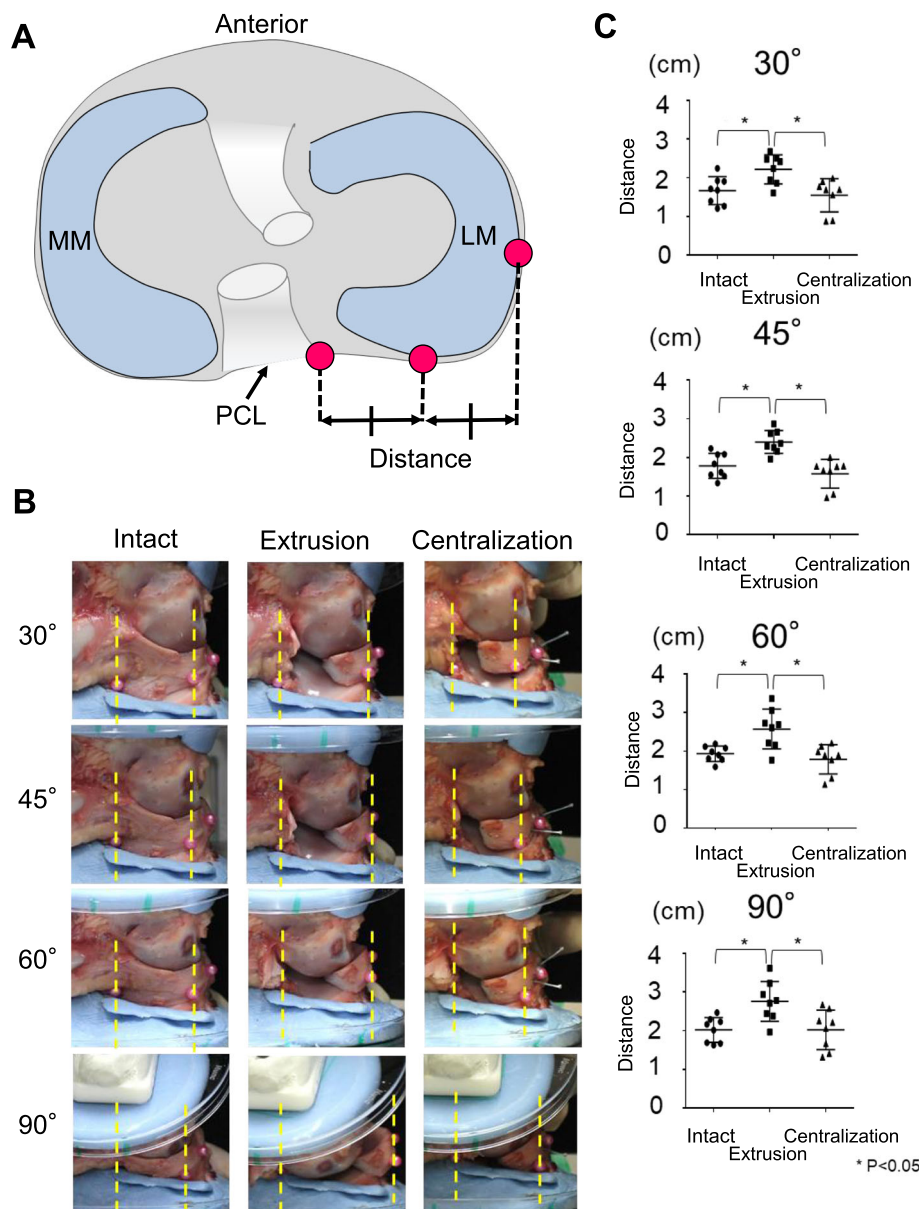 A
Anterior
MM
LM
PCL
Distance
B
Intact Extrusion Centralization
30°
45°
60°
90°
C
(cm) 30°
4
3
2
1
0
Distance
* *
Intact Centralization
Extrusion
(cm) 45°
4
3
2
1
0
Distance
* *
Intact Centralization
Extrusion
(cm) 60°
4
3
2
1
0
Distance
* *
Intact Centralization
Extrusion
(cm) 90°
4
3
2
1
0
Distance
* *
Intact Centralization
Extrusion
* P<0.05